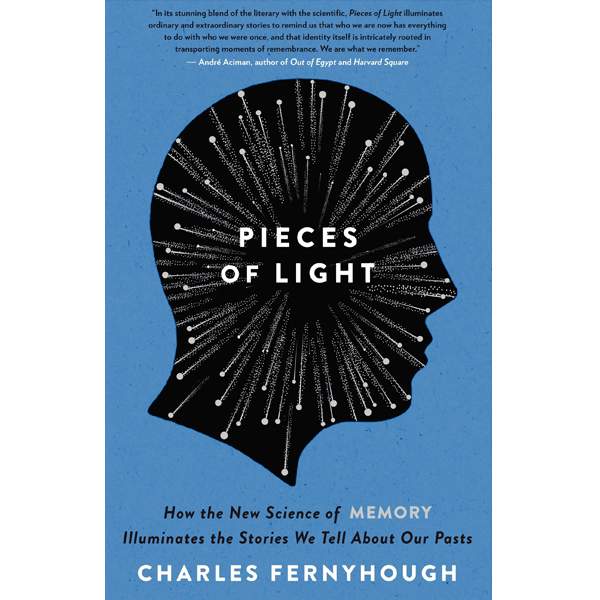 "In its stunning blend of the literary with the scientific, Pieces of Light illuminates
ordinary and extraordinary stories to remind us that who we are now has everything
to do with who we were once, and that identity itself is intricately rooted in
transporting moments of remembrance. We are what we remember."
— André Aciman, author of Out of Egypt and Harvard Square
PIECES
OF LIGHT
How the New Science of MEMORY
Illuminates the Stories We Tell About Our Pasts
CHARLES FERNYHOUGH